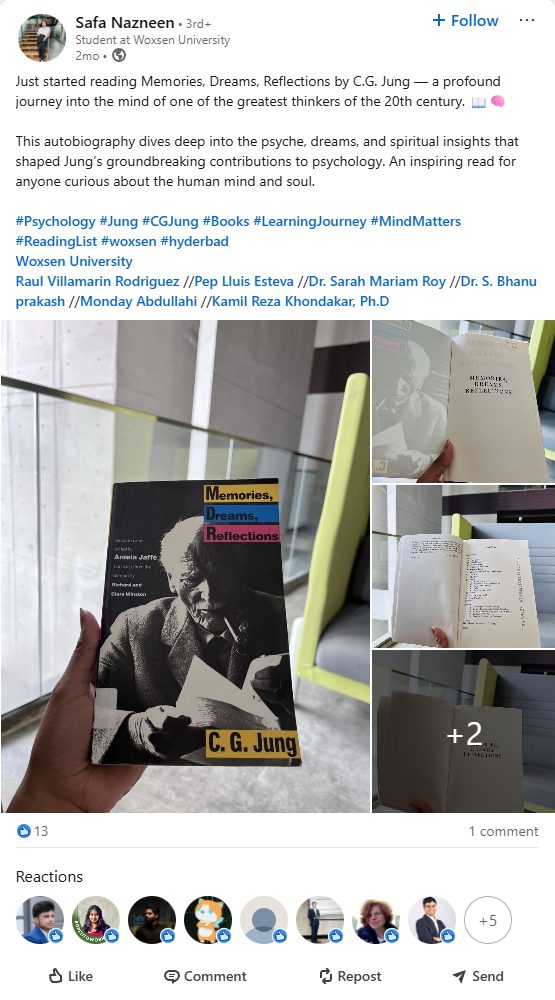 Safa Nazneen • 3rd+
+ Follow
Student at Woxsen University
2mo •
Just started reading Memories, Dreams, Reflections by C.G. Jung — a profound
journey into the mind of one of the greatest thinkers of the 20th century. 📖 🧠
This autobiography dives deep into the psyche, dreams, and spiritual insights that
shaped Jung's groundbreaking contributions to psychology. An inspiring read for
anyone curious about the human mind and soul.
#Psychology #Jung #CGJung #Books #LearningJourney #MindMatters
#ReadingList #woxsen #hyderbad
Woxsen University
Raul Villamarin Rodriguez //Pep Lluis Esteva //Dr. Sarah Mariam Roy //Dr. S. Bhanu
prakash //Monday Abdullahi //Kamil Reza Khondakar, Ph.D
Memories,
Dreams,
Reflections
Recorded and
edited by
Aniela Jaffé
translated from the
German by
Richard and
Clara Winston
C. G. Jung
MEMORIES,
DREAMS,
REFLECTIONS
+2
13
1 comment
Reactions
+5
Like
Comment
Repost
Send